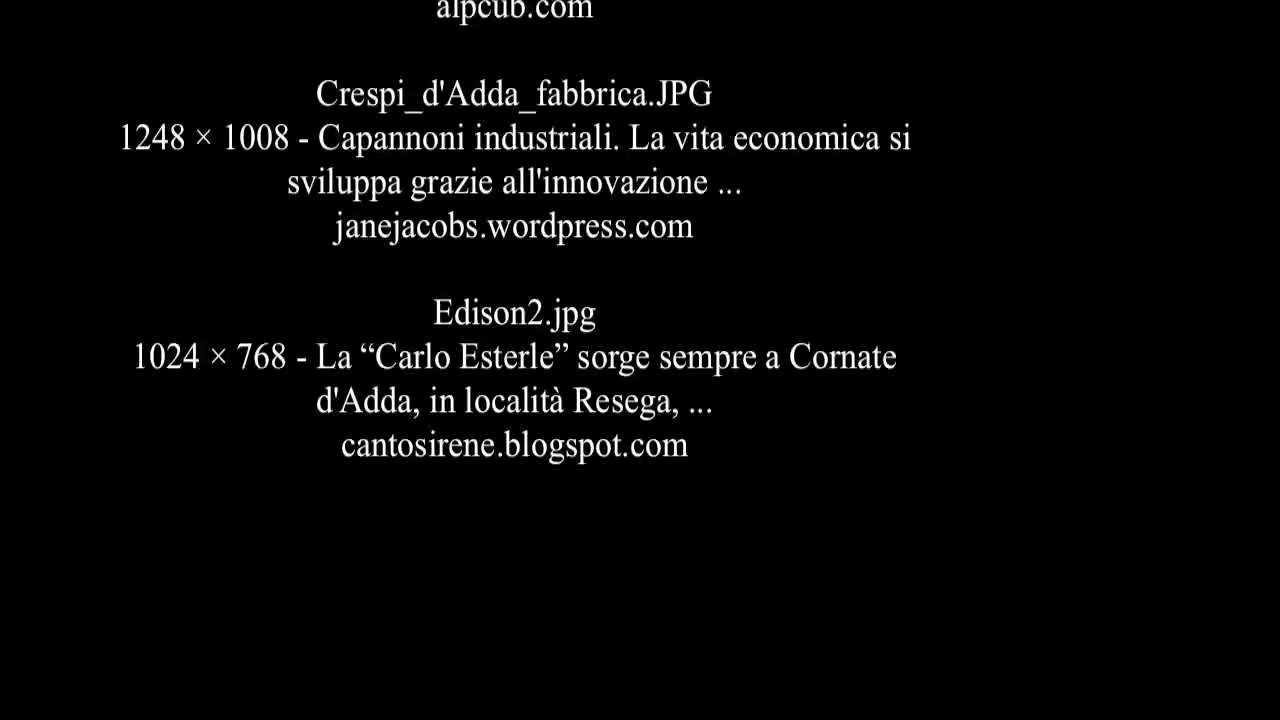 alpcub.com
Crespi_d'Adda_fabbrica.JPG
1248 × 1008 - Capannoni industriali. La vita economica si
sviluppa grazie all'innovazione ...
janejacobs.wordpress.com
Edison2.jpg
1024 × 768 - La “Carlo Esterle” sorge sempre a Cornate
d'Adda, in località Resega, ...
cantosirene.blogspot.com